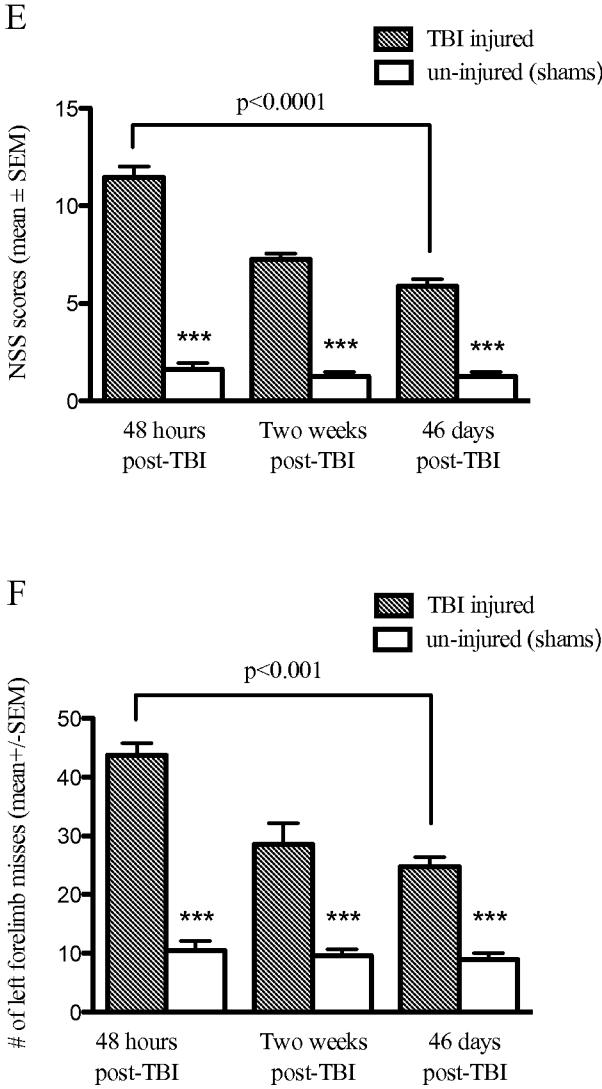 E
TBI injured
un-injured (shams)
p<0.0001
NSS scores (mean ± SEM)
15
10
5
0
***
***
***
48 hours
post-TBI
Two weeks
post-TBI
46 days
post-TBI
F
TBI injured
un-injured (shams)
p<0.001
# of left forelimb misses (mean+/-SEM)
50
40
30
20
10
0
***
***
***
48 hours
post-TBI
Two weeks
post-TBI
46 days
post-TBI